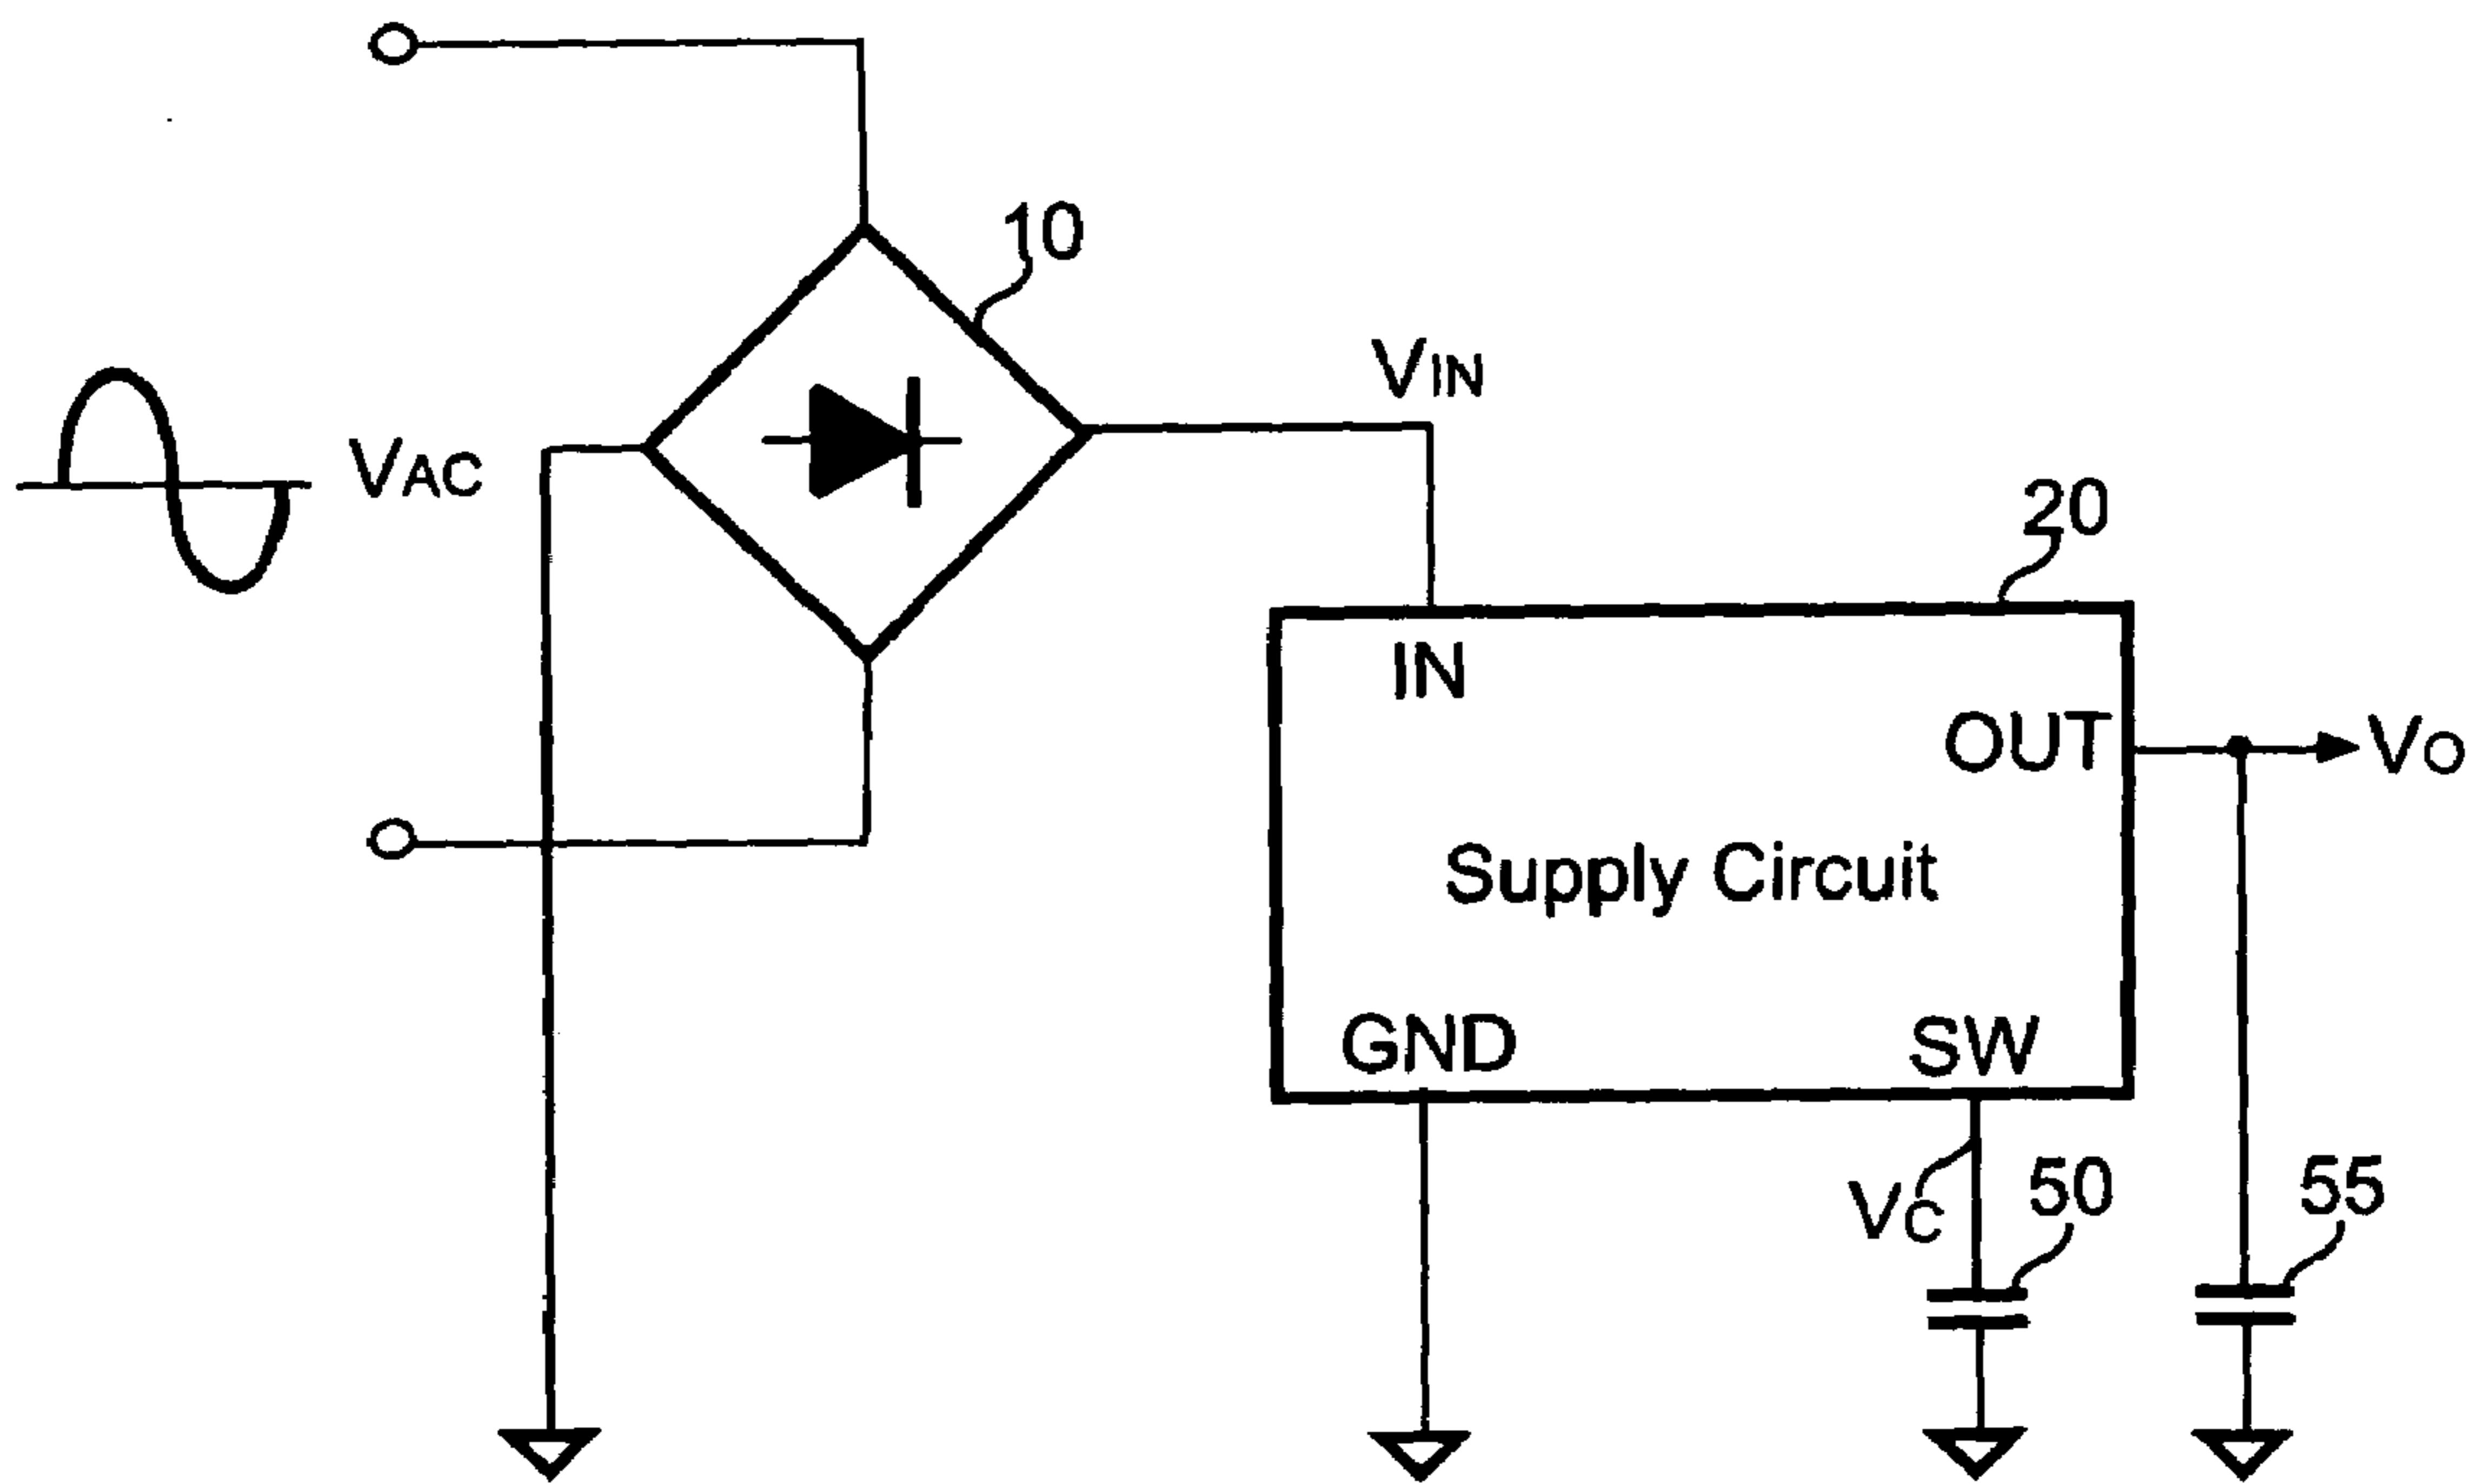 10
VIN
VAC
20
IN
OUT
VO
Supply Circuit
GND
SW
VC
50
55